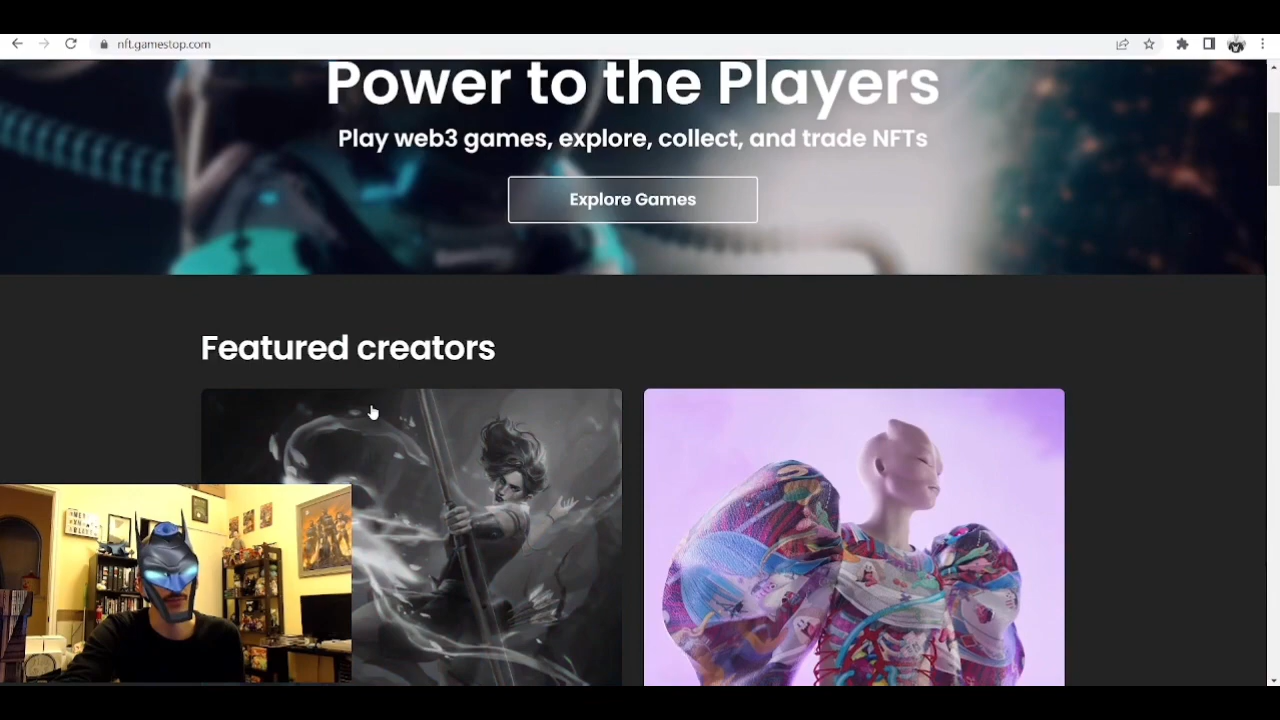 nft.gamestop.com
Power to the Players
Play web3 games, explore, collect, and trade NFTs
Explore Games
Featured creators